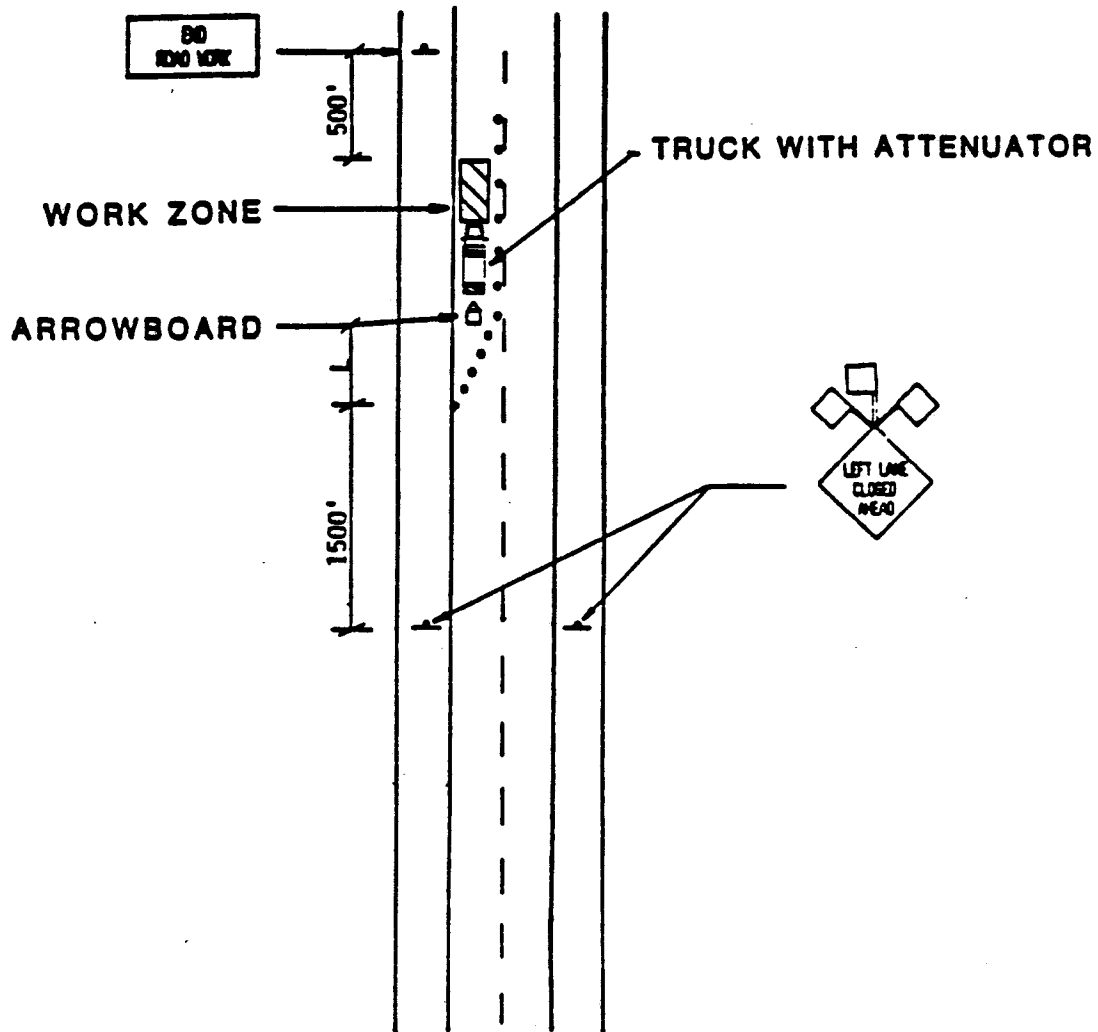 END
ROAD WORK
500'
TRUCK WITH ATTENUATOR
WORK ZONE
ARROWBOARD
L
1500'
LEFT LANE
CLOSED
AHEAD